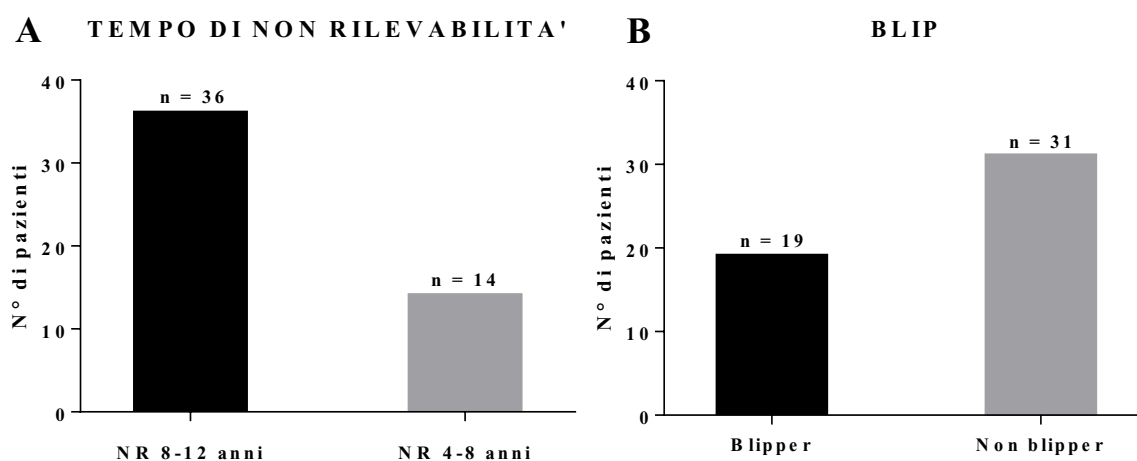 A TEMPO DI NON RILEVABILITA'
N° di pazienti
40
30
20
10
0
n = 36
n = 14
NR 8-12 anni
NR 4-8 anni
B BLIP
N° di pazienti
40
30
20
10
0
n = 19
n = 31
Blipper
Non blipper